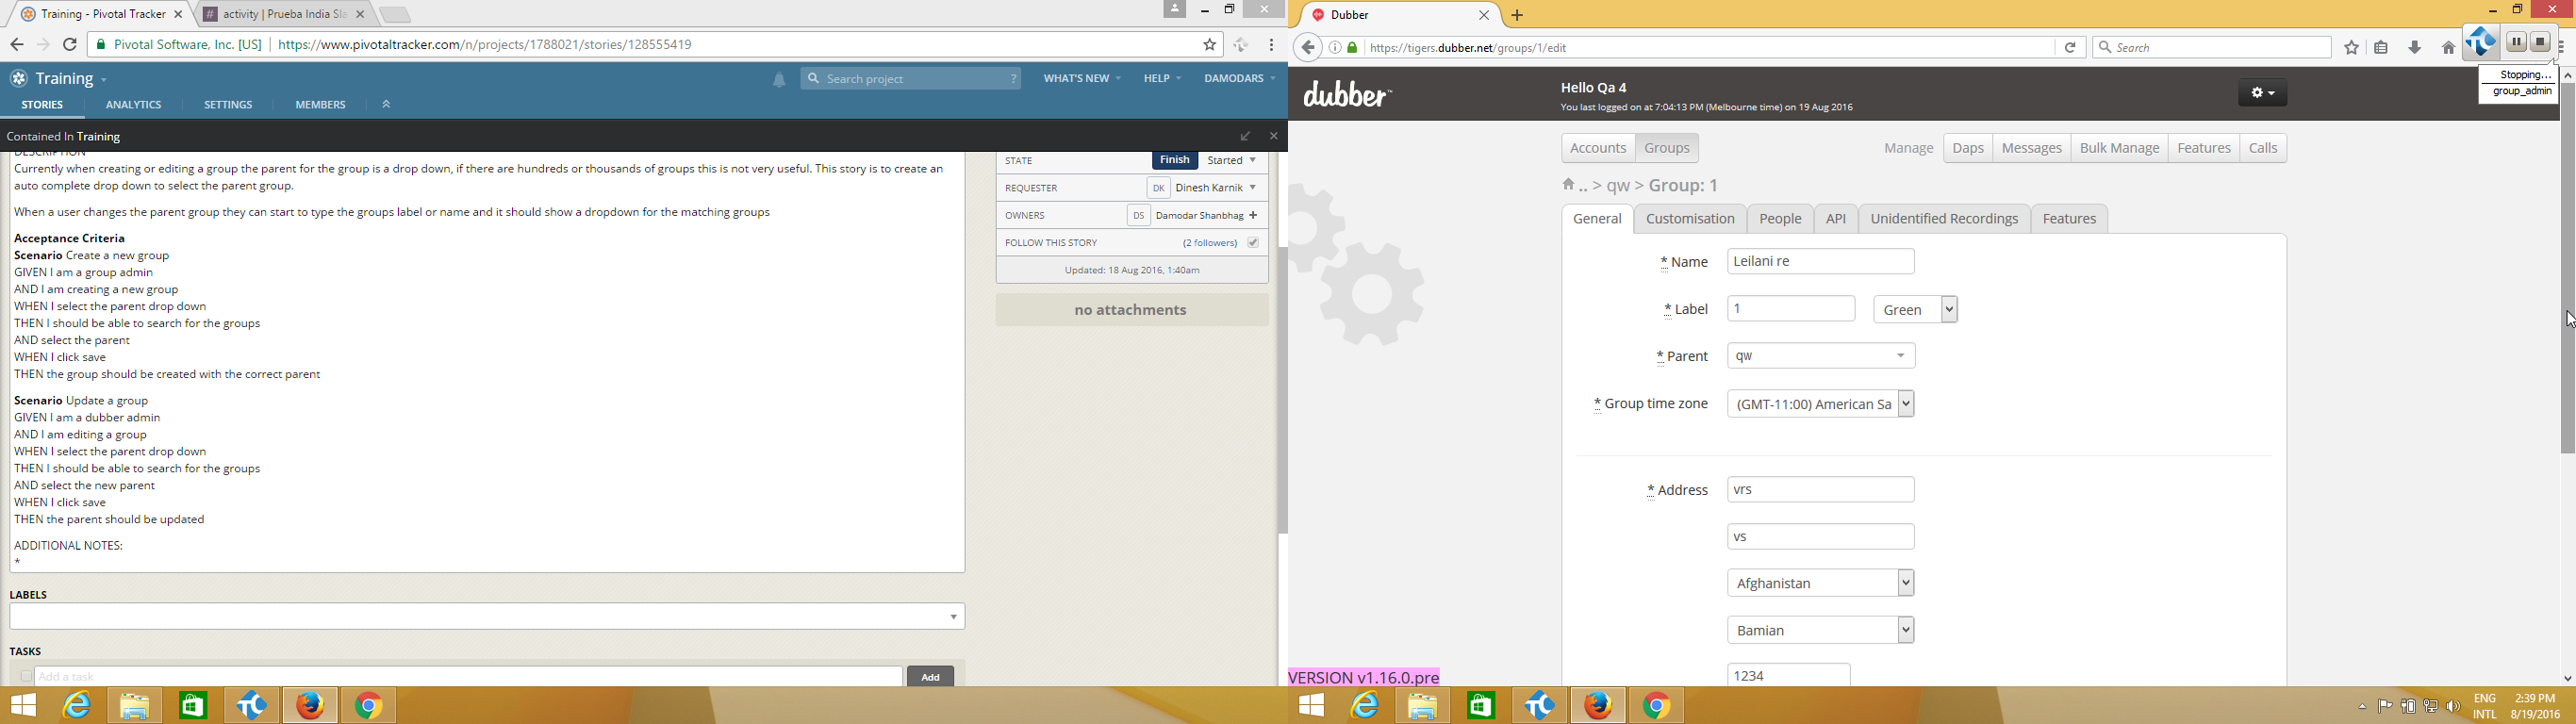 Training - Pivotal Tracker
activity | Prueba India Sla
Pivotal Software, Inc. [US]
https://www.pivotaltracker.com/n/projects/1788021/stories/128555419
Training
Search project
?
WHAT'S NEW
HELP
DAMODARS
STORIES
ANALYTICS
SETTINGS
MEMBERS
Contained In Training
DESCRIPTION
Currently when creating or editing a group the parent for the group is a drop down, if there are hundreds or thousands of groups this is not very useful. This story is to create an
auto complete drop down to select the parent group.
When a user changes the parent group they can start to type the groups label or name and it should show a dropdown for the matching groups
Acceptance Criteria
Scenario Create a new group
GIVEN I am a group admin
AND I am creating a new group
WHEN I select the parent drop down
THEN I should be able to search for the groups
AND select the parent
WHEN I click save
THEN the group should be created with the correct parent
Scenario Update a group
GIVEN I am a dubber admin
AND I am editing a group
WHEN I select the parent drop down
THEN I should be able to search for the groups
AND select the new parent
WHEN I click save
THEN the parent should be updated
ADDITIONAL NOTES:
*
LABELS
TASKS
Add a task
Add
STATE
Finish
Started
REQUESTER
DK
Dinesh Karnik
OWNERS
DS
Damodar Shanbhag
FOLLOW THIS STORY
(2 followers)
Updated: 18 Aug 2016, 1:40am
no attachments
Dubber
https://tigers.dubber.net/groups/1/edit
Search
Stopping...
group_admin
dubber™
Hello Qa 4
You last logged on at 7:04:13 PM (Melbourne time) on 19 Aug 2016
Accounts
Groups
Manage
Daps
Messages
Bulk Manage
Features
Calls
.. > qw > Group: 1
General
Customisation
People
API
Unidentified Recordings
Features
* Name
Leilani re
* Label
1
Green
* Parent
qw
* Group time zone
(GMT-11:00) American Sa
* Address
vrs
vs
Afghanistan
Bamian
1234
VERSION v1.16.0.pre
ENG
INTL
2:39 PM
8/19/2016